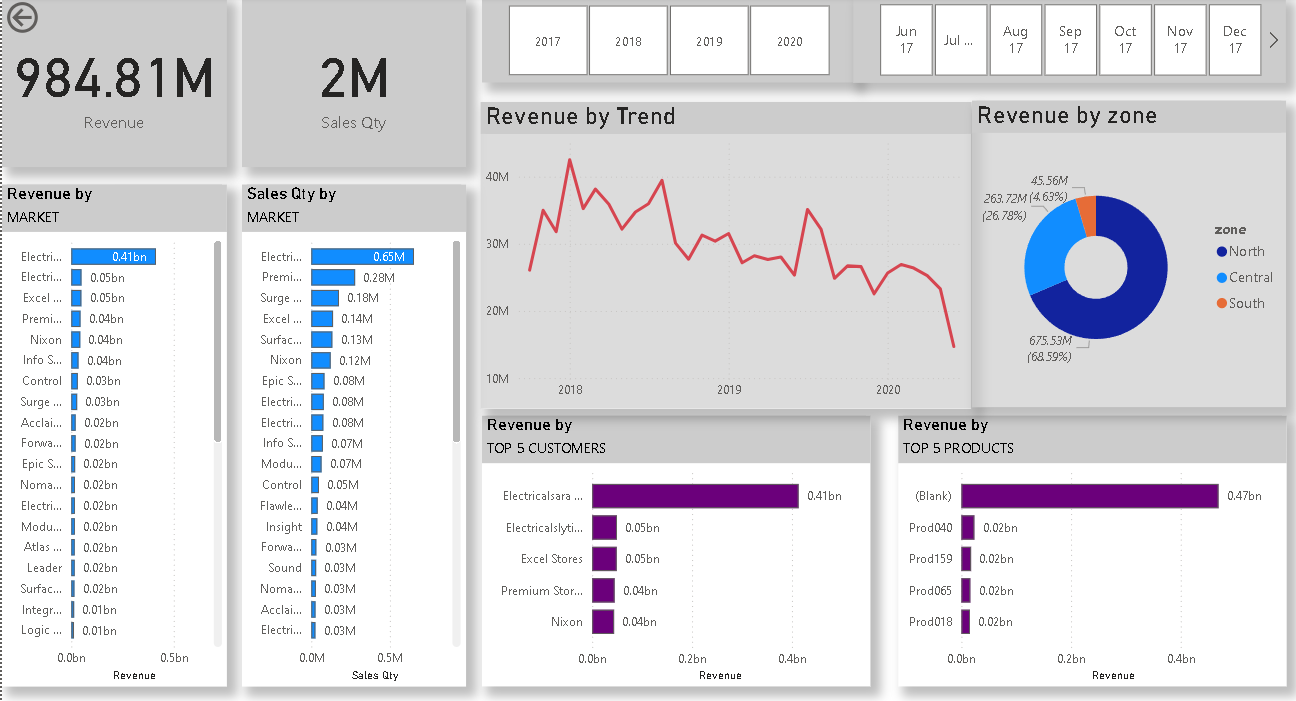 984.81M
Revenue
2M
Sales Qty
2017 2018 2019 2020
Jun 17 Jul ... Aug 17 Sep 17 Oct 17 Nov 17 Dec 17
Revenue by
MARKET
Electri... 0.41bn
Electri... 0.05bn
Excel ... 0.05bn
Premi... 0.04bn
Nixon 0.04bn
Info S... 0.04bn
Control 0.03bn
Surge ... 0.03bn
Acclai... 0.02bn
Forwa... 0.02bn
Epic S... 0.02bn
Noma... 0.02bn
Electri... 0.02bn
Modu... 0.02bn
Atlas ... 0.02bn
Leader 0.02bn
Surfac... 0.02bn
Integr... 0.01bn
Logic ... 0.01bn
0.0bn 0.5bn
Revenue
Sales Qty by
MARKET
Electri... 0.65M
Premi... 0.28M
Surge ... 0.18M
Excel ... 0.14M
Surfac... 0.13M
Nixon 0.12M
Epic S... 0.08M
Electri... 0.08M
Electri... 0.08M
Info S... 0.07M
Modu... 0.07M
Control 0.05M
Flawle... 0.04M
Insight 0.04M
Forwa... 0.03M
Sound 0.03M
Noma... 0.03M
Acclai... 0.03M
Electri... 0.03M
0.0M 0.5M
Sales Qty
Revenue by Trend
40M
30M
20M
10M
2018 2019 2020
Revenue by zone
45.56M
(4.63%)
263.72M
(26.78%)
675.53M
(68.59%)
zone
North
Central
South
Revenue by
TOP 5 CUSTOMERS
Electricalsara ... 0.41bn
Electricalslyti... 0.05bn
Excel Stores 0.05bn
Premium Stor... 0.04bn
Nixon 0.04bn
0.0bn 0.2bn 0.4bn
Revenue
Revenue by
TOP 5 PRODUCTS
(Blank) 0.47bn
Prod040 0.02bn
Prod159 0.02bn
Prod065 0.02bn
Prod018 0.02bn
0.0bn 0.2bn 0.4bn
Revenue